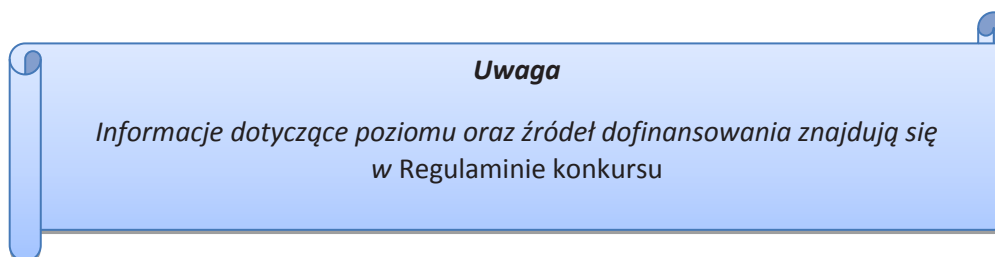 Uwaga
Informacje dotyczące poziomu oraz źródeł dofinansowania znajdują się
w Regulaminie konkursu